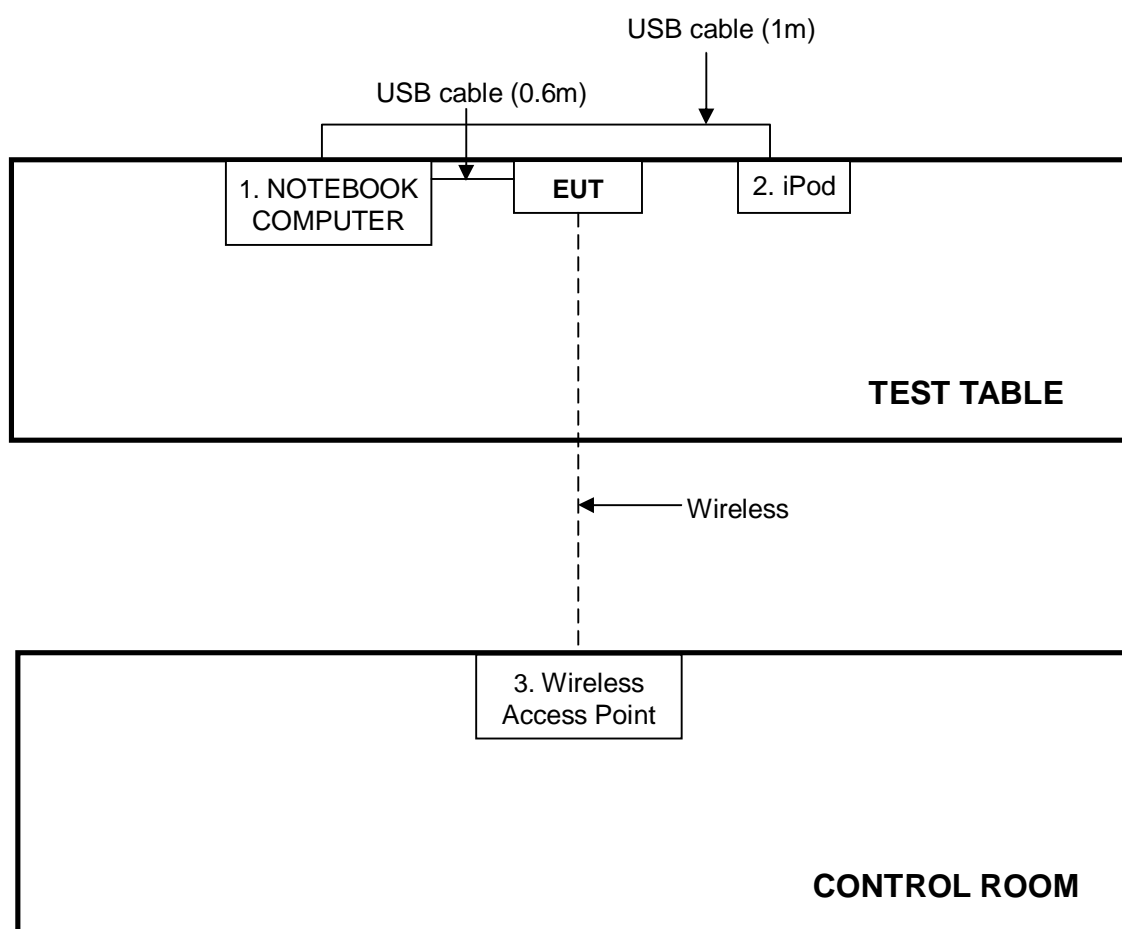 USB cable (1m)
USB cable (0.6m)
1. NOTEBOOK
COMPUTER
EUT
2. iPod
TEST TABLE
Wireless
3. Wireless
Access Point
CONTROL ROOM